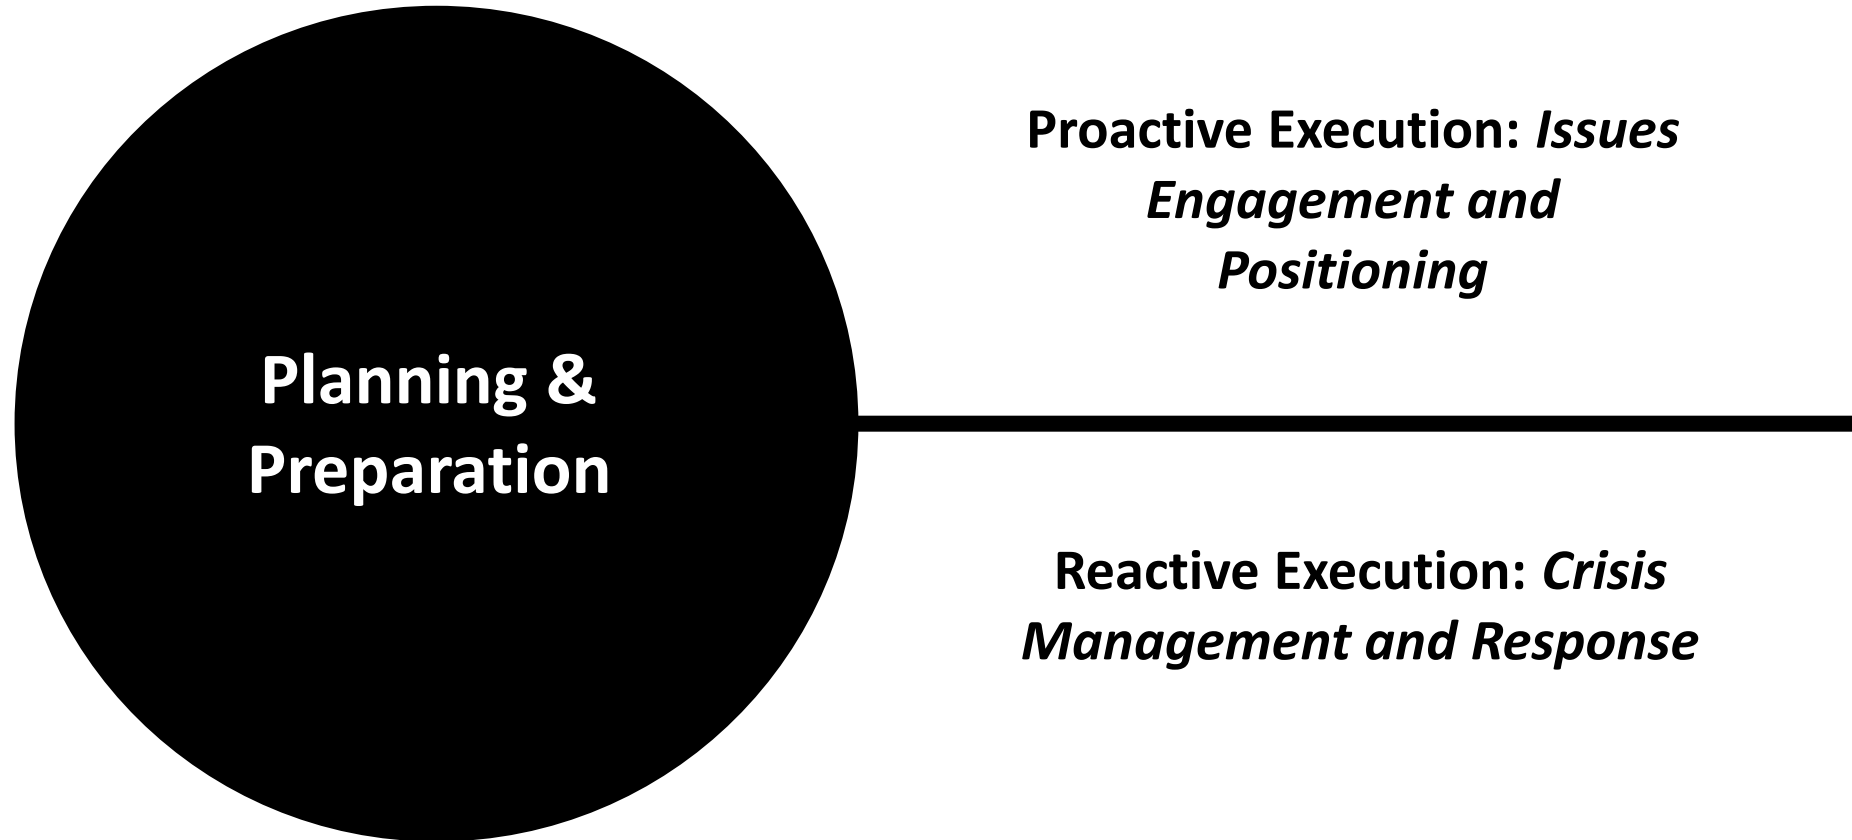 Planning &
Preparation
Proactive Execution: Issues
Engagement and
Positioning
Reactive Execution: Crisis
Management and Response